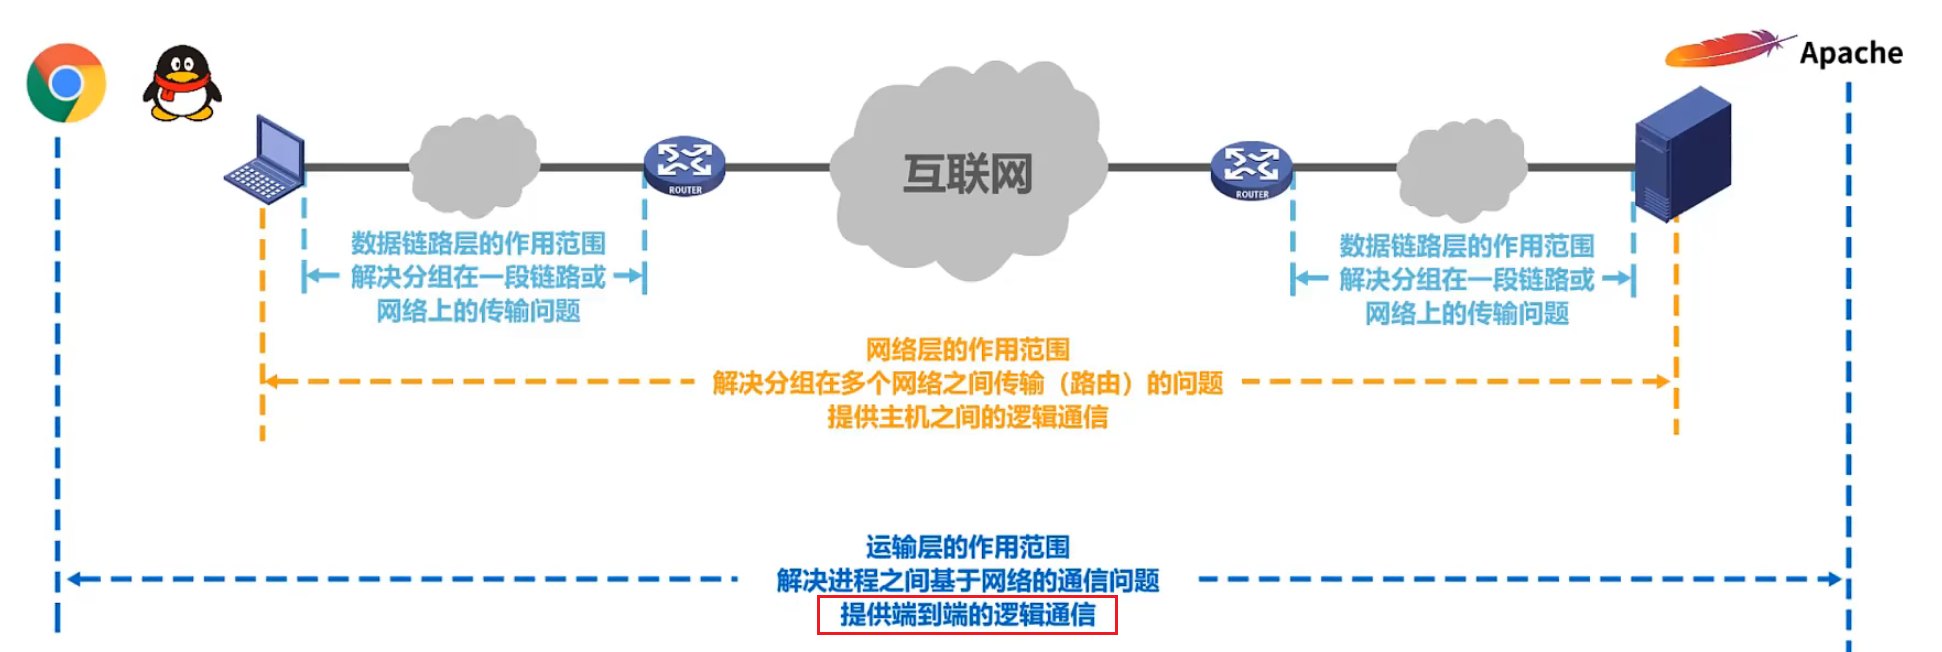 Apache
互联网
ROUTER
ROUTER
数据链路层的作用范围
解决分组在一段链路或
网络上的传输问题
数据链路层的作用范围
解决分组在一段链路或
网络上的传输问题
网络层的作用范围
解决分组在多个网络之间传输（路由）的问题
提供主机之间的逻辑通信
运输层的作用范围
解决进程之间基于网络的通信问题
提供端到端的逻辑通信